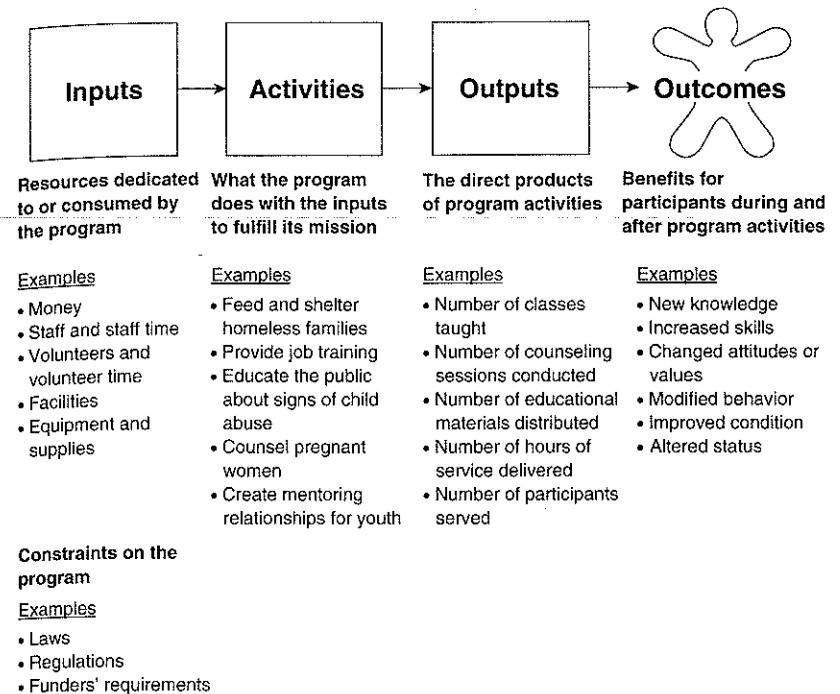 Inputs
Activities
Outputs
Outcomes
Resources dedicated
to or consumed by
the program
Examples
• Money
• Staff and staff time
• Volunteers and
volunteer time
• Facilities
• Equipment and
supplies
Constraints on the
program
Examples
• Laws
• Regulations
• Funders' requirements
What the program
does with the inputs
to fulfill its mission
Examples
• Feed and shelter
homeless families
• Provide job training
• Educate the public
about signs of child
abuse
• Counsel pregnant
women
• Create mentoring
relationships for youth
The direct products
of program activities
Examples
• Number of classes
taught
• Number of counseling
sessions conducted
• Number of educational
materials distributed
• Number of hours of
service delivered
• Number of participants
served
Benefits for
participants during and
after program activities
Examples
• New knowledge
• Increased skills
• Changed attitudes or
values
• Modified behavior
• Improved condition
• Altered status